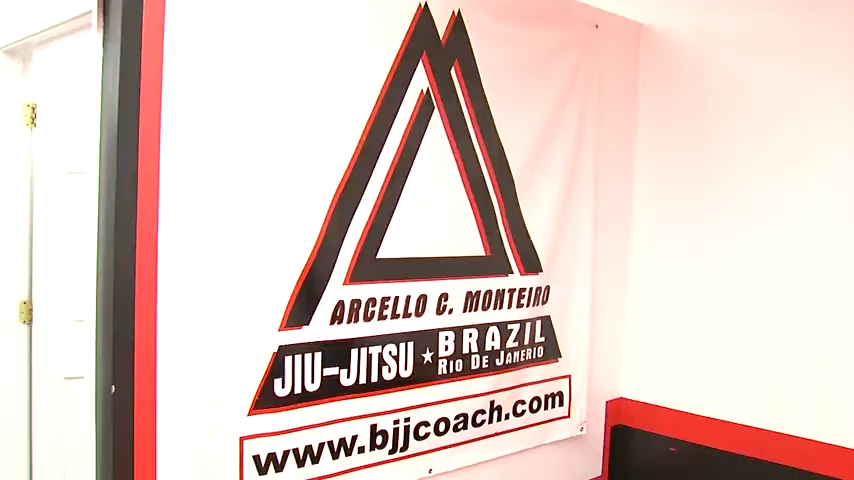 ARCELLO C. MONTEIRO
JIU-JITSU ★ BRAZIL
RIO DE JANERIO
www.bjjcoach.com